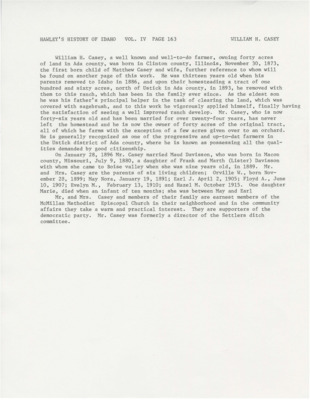 HAWLEY'S HISTORY OF IDAHO VOL. IV PAGE 163 WILLIAM H. CASEY
William H. Casey, a well known and well-to-do farmer, owning forty acres
of land in Ada county, was born in Clinton county, Illinois, November 30, 1873,
the first born child of Matthew Casey and wife, further reference to whom will
be found on another page of this work. He was thirteen years old when his
parents removed to Idaho in 1886, and upon their homesteading a tract of one
hundred and sixty acres, north of Ustick in Ada county, in 1893, he removed with
them to this ranch, which has been in the family ever since. As the eldest son
he was his father's principal helper in the task of clearing the land, which was
covered with sagebrush, and to this work he vigorously applied himself, finally having
the satisfaction of seeing a well improved ranch develop. Mr. Casey, who is now
forty-six years old and has been married for over twenty-four years, has never
left the homestead and he is now the owner of forty acres of the original tract,
all of which he farms with the exception of a few acres given over to an orchard.
He is generally recognized as one of the progressive and up-to-date farmers in
the Ustick district of Ada county, where he is known as possessing all the qual-
ities demanded by good citizenship.
On January 28, 1896 Mr. Casey married Maud Davisson, who was born in Macon
county, Missouri, July 9, 1880, a daughter of Frank and Marth (Lister) Davisson
with whom she came to Boise valley when she was nine years old, in 1889. Mr.
and Mrs. Casey are the parents of six living children; Orville W., born Nov-
ember 28, 1889; May Nora, January 19, 1891; Earl J. April 2, 1905; Floyd A., June
10, 1907; Evelyn M., February 13, 1910; and Hazel M. October 1915. One daughter
Marie, died when an infant of ten months; she was between May and Earl
Mr. and Mrs. Casey and members of their family are earnest members of the
McMillan Methodist Episcopal Church in their neighborhood and in the community
affairs they take a warm and practical interest. They are supporters of the
democratic party. Mr. Casey was formerly a director of the Settlers ditch
committee.